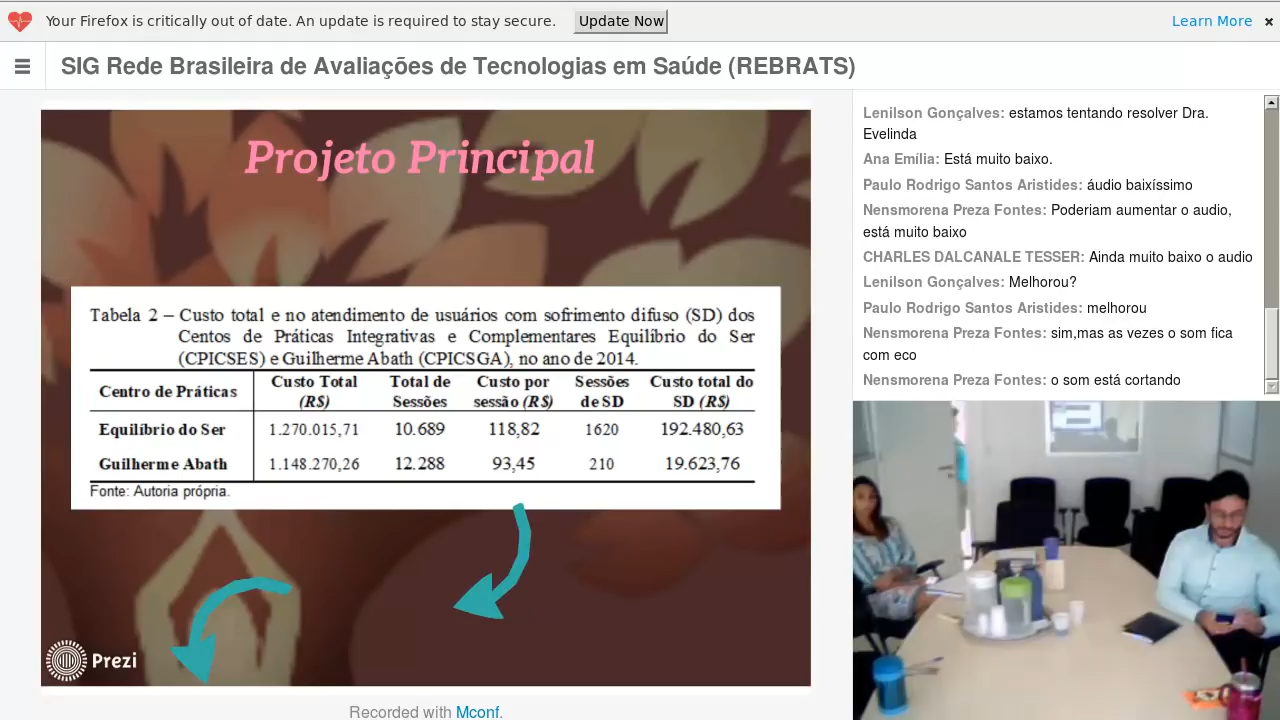 Your Firefox is critically out of date. An update is required to stay secure.
Update Now
Learn More
SIG Rede Brasileira de Avaliações de Tecnologias em Saúde (REBRATS)
Projeto Principal
Tabela 2 – Custo total e no atendimento de usuários com sofrimento difuso (SD) dos
Centos de Práticas Integrativas e Complementares Equilíbrio do Ser
(CPICSES) e Guilherme Abath (CPICSGA), no ano de 2014.
Centro de Práticas
Custo Total (R$)
Total de Sessões
Custo por sessão (R$)
Sessões de SD
Custo total do SD (R$)
Equilíbrio do Ser 1.270.015,71 10.689 118,82 1620 192.480,63
Guilherme Abath 1.148.270,26 12.288 93,45 210 19.623,76
Fonte: Autoria própria.
Prezi
Recorded with Mconf.
Lenilson Gonçalves: estamos tentando resolver Dra.
Evelinda
Ana Emília: Está muito baixo.
Paulo Rodrigo Santos Aristides: áudio baixíssimo
Nensmorena Preza Fontes: Poderiam aumentar o audio,
está muito baixo
CHARLES DALCANALE TESSER: Ainda muito baixo o audio
Lenilson Gonçalves: Melhorou?
Paulo Rodrigo Santos Aristides: melhorou
Nensmorena Preza Fontes: sim,mas as vezes o som fica
com eco
Nensmorena Preza Fontes: o som está cortando